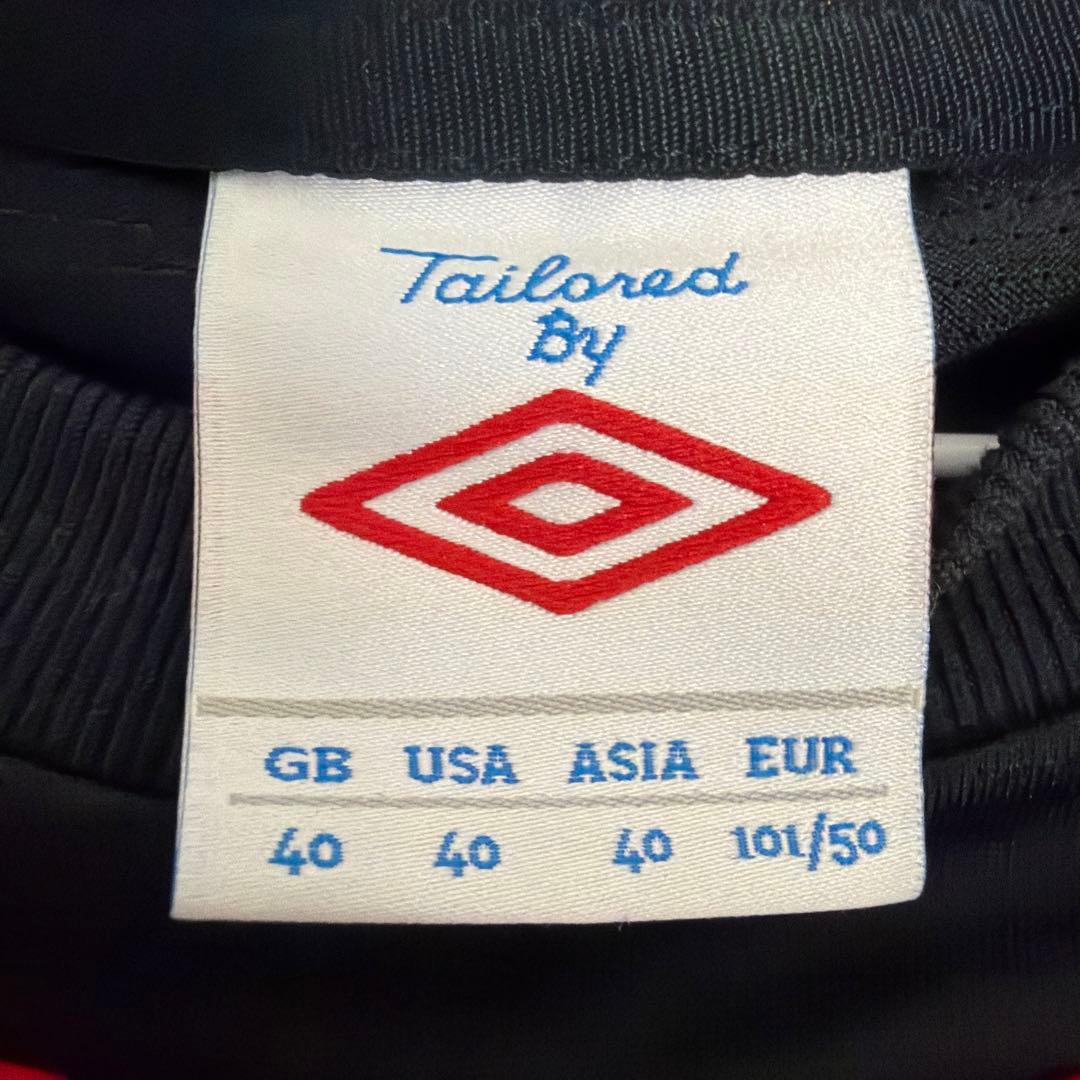 Tailored
By
GB USA ASIA EUR
40 40 40 101/50